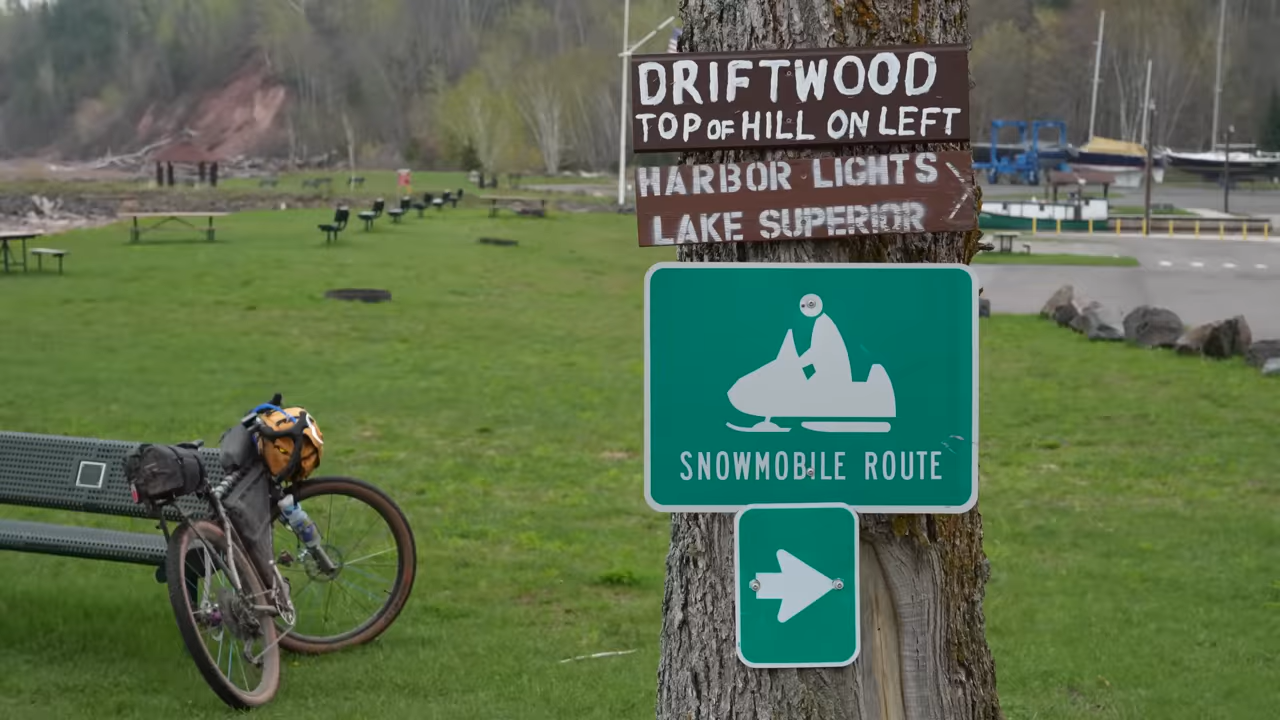 DRIFTWOOD
TOP OF HILL ON LEFT
HARBOR LIGHTS
LAKE SUPERIOR
SNOWMOBILE ROUTE